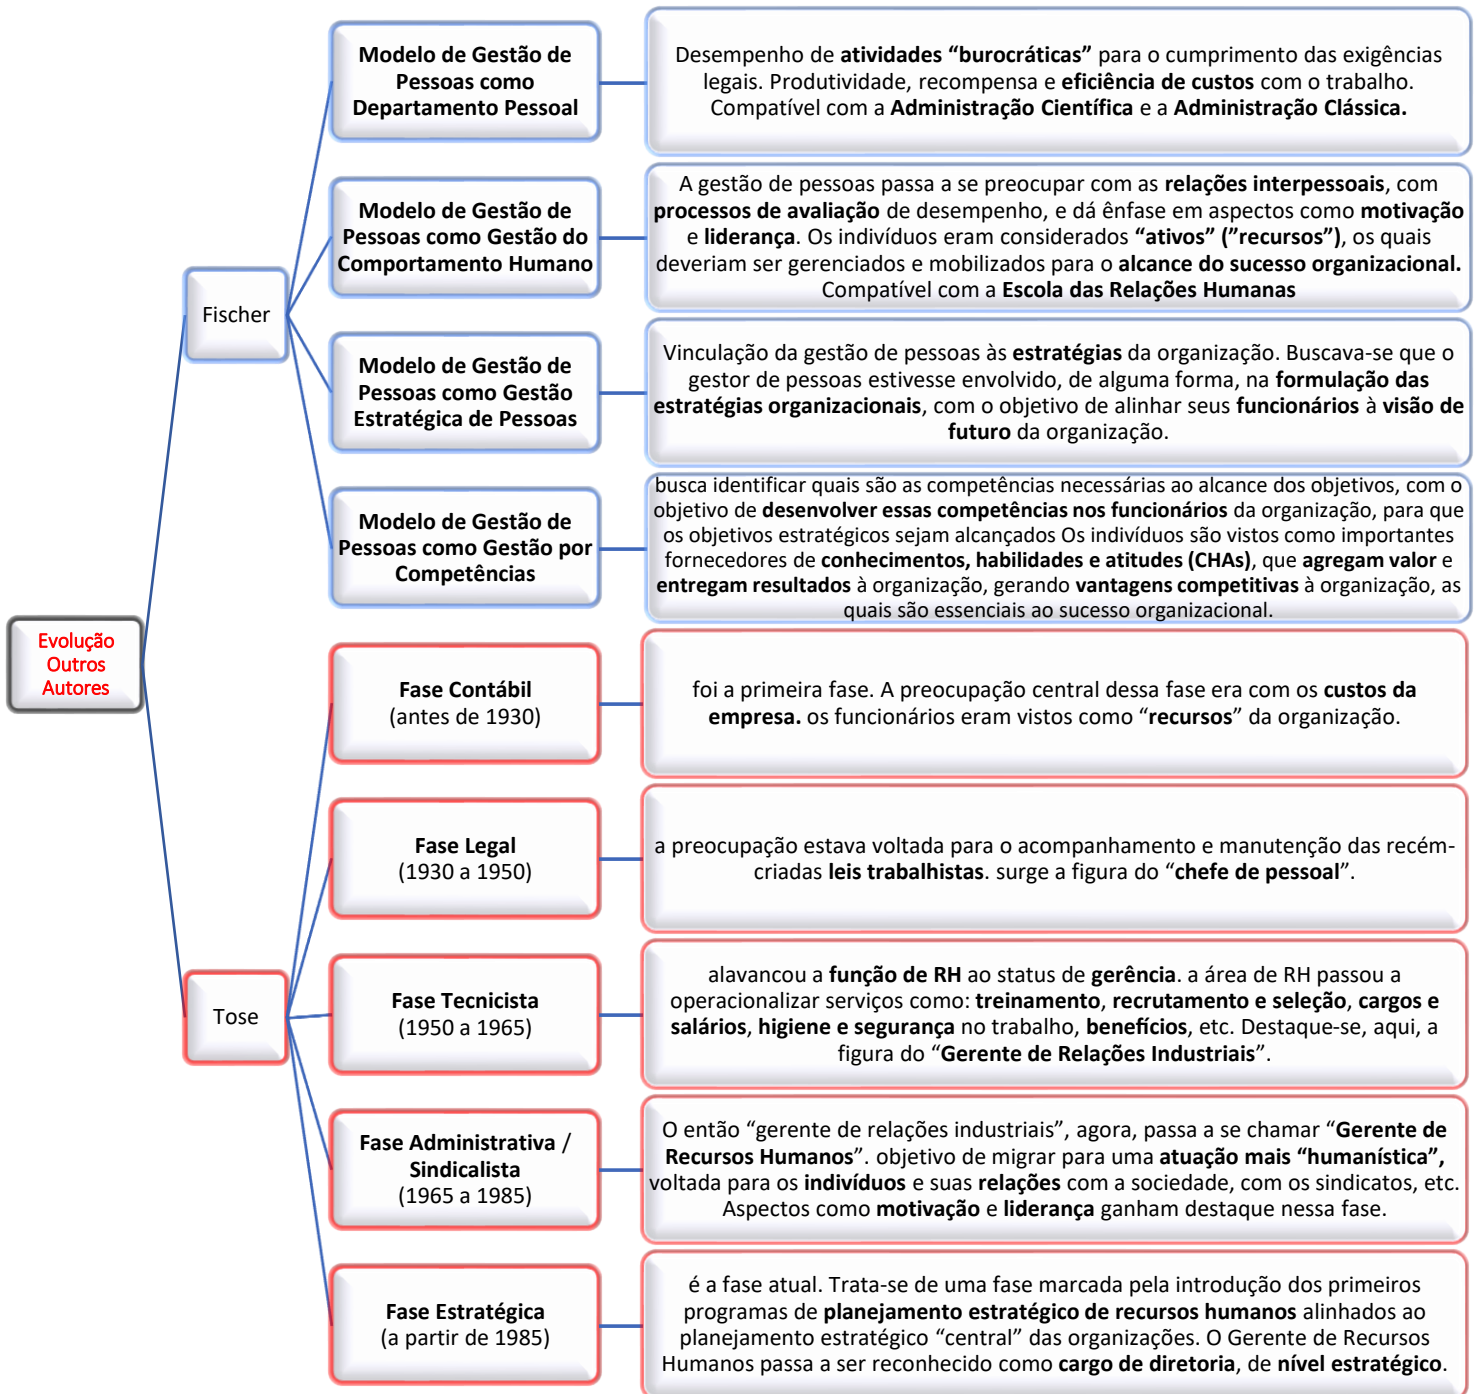 Evolução
Outros
Autores
Fischer
Modelo de Gestão de
Pessoas como
Departamento Pessoal
Desempenho de atividades “burocráticas” para o cumprimento das exigências
legais. Produtividade, recompensa e eficiência de custos com o trabalho.
Compatível com a Administração Científica e a Administração Clássica.
Modelo de Gestão de
Pessoas como Gestão do
Comportamento Humano
A gestão de pessoas passa a se preocupar com as relações interpessoais, com
processos de avaliação de desempenho, e dá ênfase em aspectos como motivação
e liderança. Os indivíduos eram considerados “ativos” (”recursos”), os quais
deveriam ser gerenciados e mobilizados para o alcance do sucesso organizacional.
Compatível com a Escola das Relações Humanas
Modelo de Gestão de
Pessoas como Gestão
Estratégica de Pessoas
Vinculação da gestão de pessoas às estratégias da organização. Buscava-se que o
gestor de pessoas estivesse envolvido, de alguma forma, na formulação das
estratégias organizacionais, com o objetivo de alinhar seus funcionários à visão de
futuro da organização.
Modelo de Gestão de
Pessoas como Gestão por
Competências
busca identificar quais são as competências necessárias ao alcance dos objetivos, com o
objetivo de desenvolver essas competências nos funcionários da organização, para que
os objetivos estratégicos sejam alcançados Os indivíduos são vistos como importantes
fornecedores de conhecimentos, habilidades e atitudes (CHAs), que agregam valor e
entregam resultados à organização, gerando vantagens competitivas à organização, as
quais são essenciais ao sucesso organizacional.
Tose
Fase Contábil
(antes de 1930)
foi a primeira fase. A preocupação central dessa fase era com os custos da
empresa. os funcionários eram vistos como “recursos” da organização.
Fase Legal
(1930 a 1950)
a preocupação estava voltada para o acompanhamento e manutenção das recém-
criadas leis trabalhistas. surge a figura do “chefe de pessoal”.
Fase Tecnicista
(1950 a 1965)
alavancou a função de RH ao status de gerência. a área de RH passou a
operacionalizar serviços como: treinamento, recrutamento e seleção, cargos e
salários, higiene e segurança no trabalho, benefícios, etc. Destaque-se, aqui, a
figura do “Gerente de Relações Industriais”.
Fase Administrativa /
Sindicalista
(1965 a 1985)
O então “gerente de relações industriais”, agora, passa a se chamar “Gerente de
Recursos Humanos”. objetivo de migrar para uma atuação mais “humanística”,
voltada para os indivíduos e suas relações com a sociedade, com os sindicatos, etc.
Aspectos como motivação e liderança ganham destaque nessa fase.
Fase Estratégica
(a partir de 1985)
é a fase atual. Trata-se de uma fase marcada pela introdução dos primeiros
programas de planejamento estratégico de recursos humanos alinhados ao
planejamento estratégico “central” das organizações. O Gerente de Recursos
Humanos passa a ser reconhecido como cargo de diretoria, de nível estratégico.